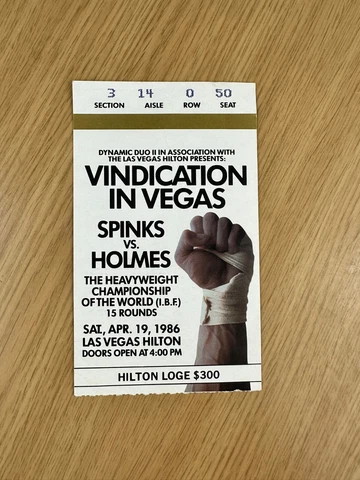 3 14 0 50
SECTION AISLE ROW SEAT
DYNAMIC DUO II IN ASSOCIATION WITH
THE LAS VEGAS HILTON PRESENTS:
VINDICATION
IN VEGAS
SPINKS
VS.
HOLMES
THE HEAVYWEIGHT
CHAMPIONSHIP
OF THE WORLD (I.B.F.)
15 ROUNDS
SAT., APR. 19, 1986
LAS VEGAS HILTON
DOORS OPEN AT 4:00 PM
HILTON LOGE $300